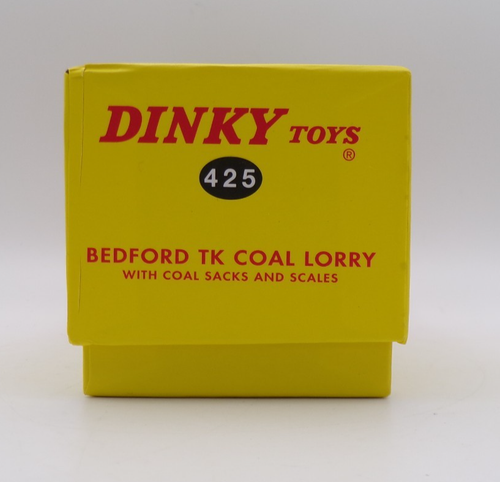 DINKY TOYS®
425
BEDFORD TK COAL LORRY
WITH COAL SACKS AND SCALES